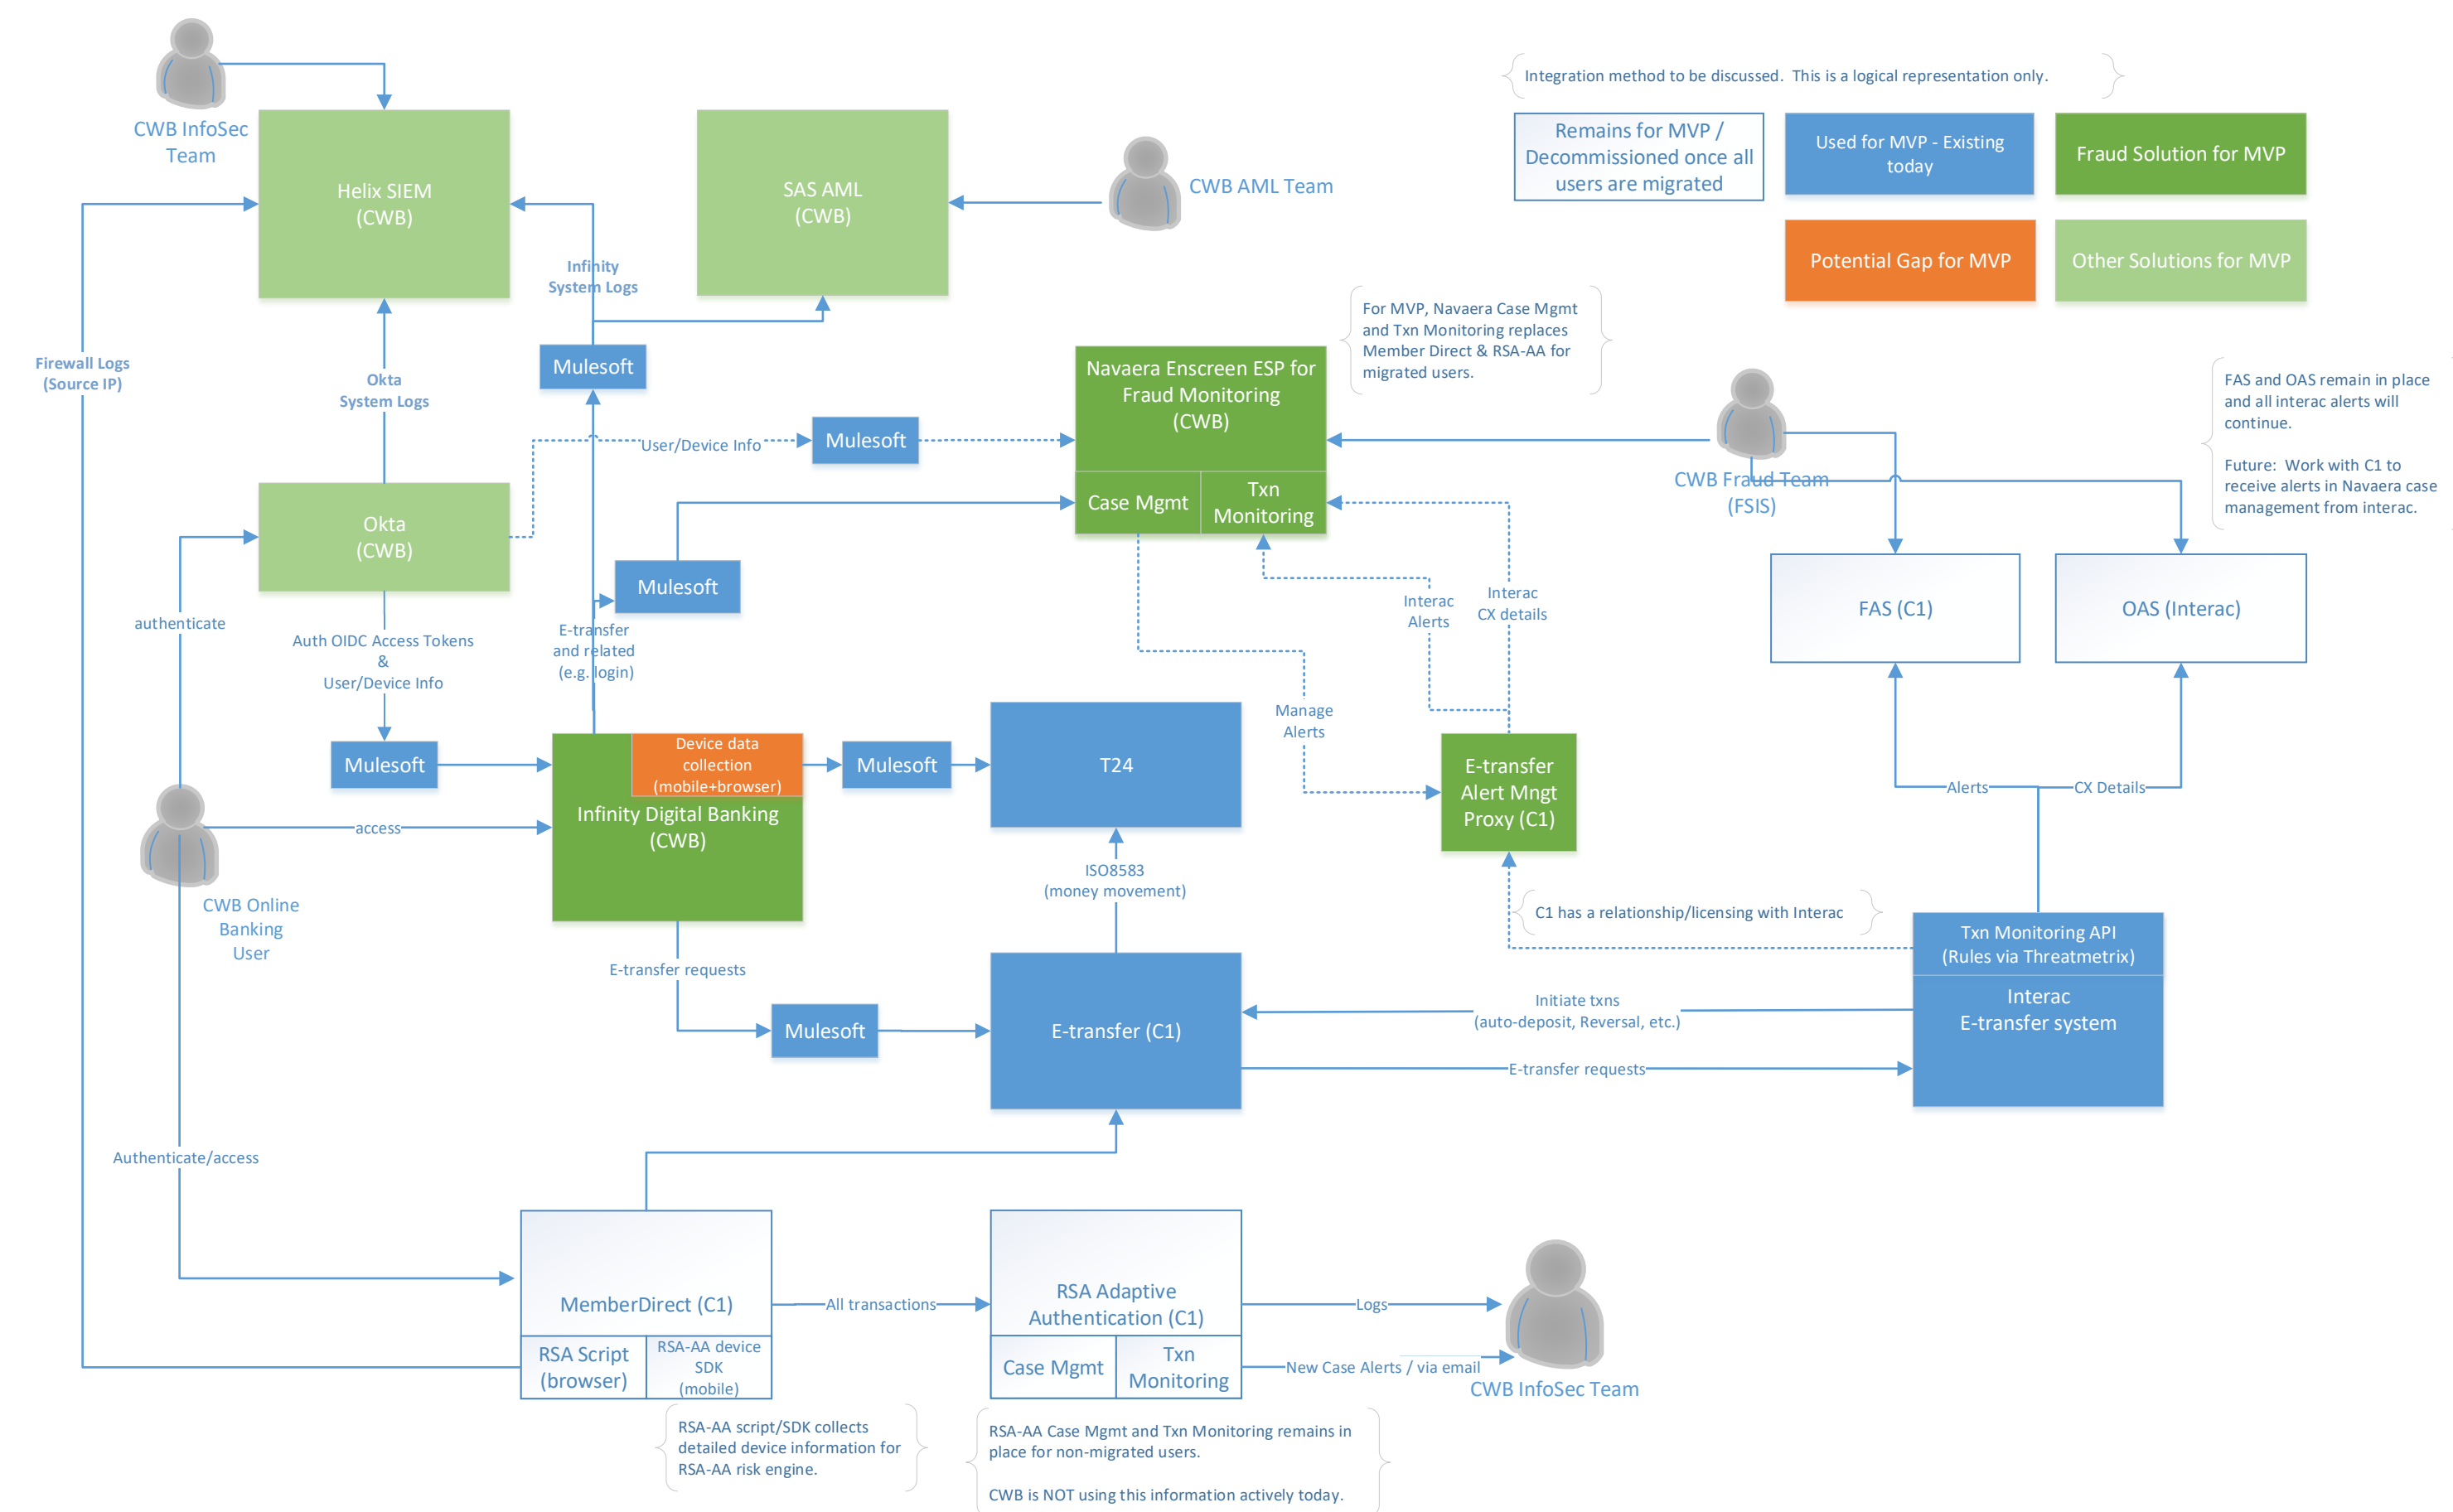 Integration method to be discussed.  This is a logical representation only.
Remains for MVP /
Decommissioned once all
users are migrated
Used for MVP - Existing
today
Fraud Solution for MVP
Potential Gap for MVP
Other Solutions for MVP
CWB InfoSec
Team
Helix SIEM
(CWB)
SAS AML
(CWB)
CWB AML Team
Infinity
System Logs
Firewall Logs
(Source IP)
Okta
System Logs
Mulesoft
For MVP, Navaera Case Mgmt
and Txn Monitoring replaces
Member Direct & RSA-AA for
migrated users.
Navaera Enscreen ESP for
Fraud Monitoring
(CWB)
Case Mgmt
Txn
Monitoring
User/Device Info
Mulesoft
CWB Fraud Team
(FSIS)
FAS and OAS remain in place
and all interac alerts will
continue.
Future:  Work with C1 to
receive alerts in Navaera case
management from interac.
Okta
(CWB)
Mulesoft
Interac
Alerts
Interac
CX details
FAS (C1)
OAS (Interac)
authenticate
Auth OIDC Access Tokens
&
User/Device Info
E-transfer
and related
(e.g. login)
Manage
Alerts
Mulesoft
Device data
collection
(mobile+browser)
Infinity Digital Banking
(CWB)
Mulesoft
T24
E-transfer
Alert Mngt
Proxy (C1)
Alerts
CX Details
access
CWB Online
Banking
User
ISO8583
(money movement)
C1 has a relationship/licensing with Interac
E-transfer requests
Mulesoft
E-transfer (C1)
Initiate txns
(auto-deposit, Reversal, etc.)
E-transfer requests
Txn Monitoring API
(Rules via Threatmetrix)
Interac
E-transfer system
Authenticate/access
MemberDirect (C1)
RSA Script
(browser)
RSA-AA device
SDK
(mobile)
All transactions
RSA Adaptive
Authentication (C1)
Case Mgmt
Txn
Monitoring
Logs
New Case Alerts / via email
CWB InfoSec Team
RSA-AA script/SDK collects
detailed device information for
RSA-AA risk engine.
RSA-AA Case Mgmt and Txn Monitoring remains in
place for non-migrated users.
CWB is NOT using this information actively today.